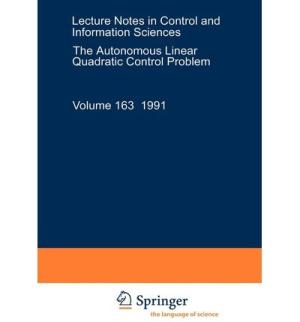 Lecture Notes in Control and
Information Sciences
The Autonomous Linear
Quadratic Control Problem
Volume 163 1991
Springer
the language of science